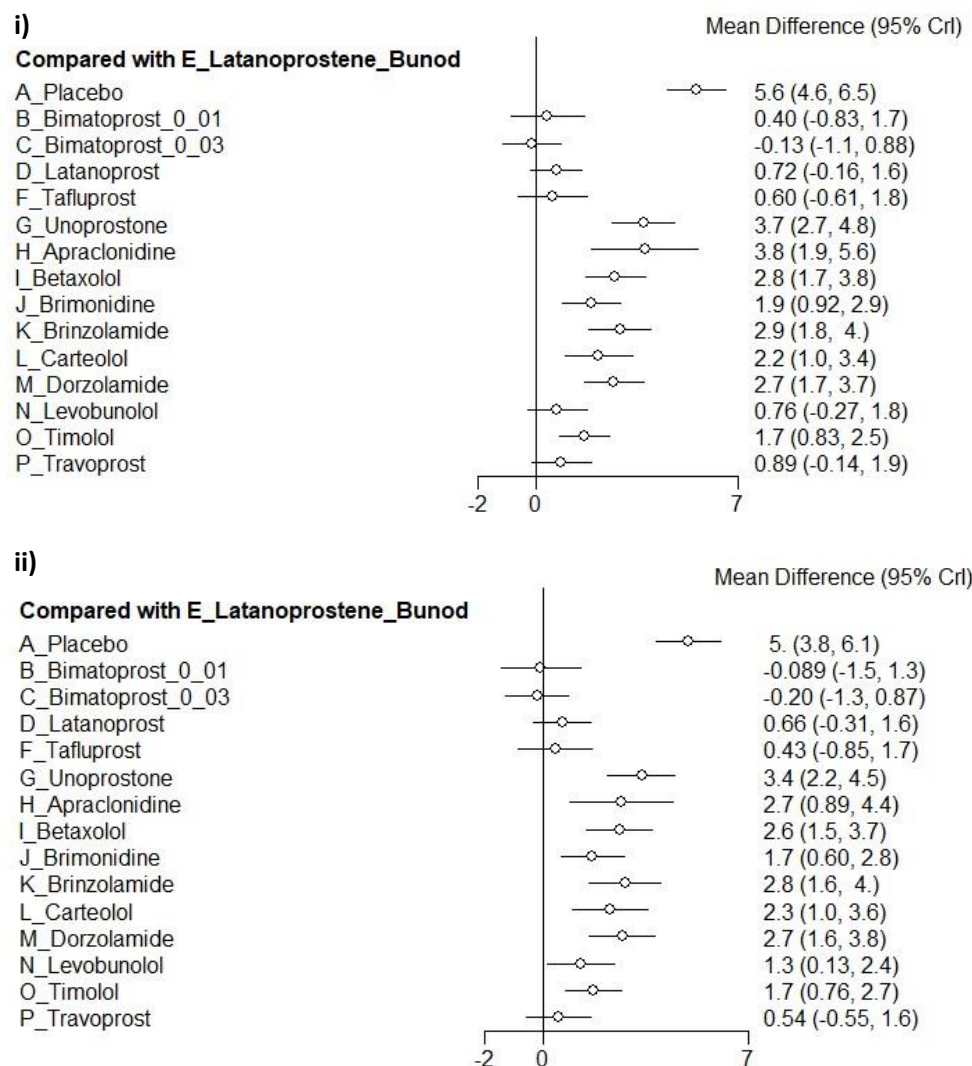 i)
Mean Difference (95% CrI)
Compared with E_Latanoprostene_Bunod
A_Placebo 5.6 (4.6, 6.5)
B_Bimatoprost_0_01 0.40 (-0.83, 1.7)
C_Bimatoprost_0_03 -0.13 (-1.1, 0.88)
D_Latanoprost 0.72 (-0.16, 1.6)
F_Tafluprost 0.60 (-0.61, 1.8)
G_Unoprostone 3.7 (2.7, 4.8)
H_Apraclonidine 3.8 (1.9, 5.6)
I_Betaxolol 2.8 (1.7, 3.8)
J_Brimonidine 1.9 (0.92, 2.9)
K_Brinzolamide 2.9 (1.8, 4.)
L_Carteolol 2.2 (1.0, 3.4)
M_Dorzolamide 2.7 (1.7, 3.7)
N_Levobunolol 0.76 (-0.27, 1.8)
O_Timolol 1.7 (0.83, 2.5)
P_Travoprost 0.89 (-0.14, 1.9)
-2 0 7
ii)
Mean Difference (95% CrI)
Compared with E_Latanoprostene_Bunod
A_Placebo 5. (3.8, 6.1)
B_Bimatoprost_0_01 -0.089 (-1.5, 1.3)
C_Bimatoprost_0_03 -0.20 (-1.3, 0.87)
D_Latanoprost 0.66 (-0.31, 1.6)
F_Tafluprost 0.43 (-0.85, 1.7)
G_Unoprostone 3.4 (2.2, 4.5)
H_Apraclonidine 2.7 (0.89, 4.4)
I_Betaxolol 2.6 (1.5, 3.7)
J_Brimonidine 1.7 (0.60, 2.8)
K_Brinzolamide 2.8 (1.6, 4.)
L_Carteolol 2.3 (1.0, 3.6)
M_Dorzolamide 2.7 (1.6, 3.8)
N_Levobunolol 1.3 (0.13, 2.4)
O_Timolol 1.7 (0.76, 2.7)
P_Travoprost 0.54 (-0.55, 1.6)
-2 0 7